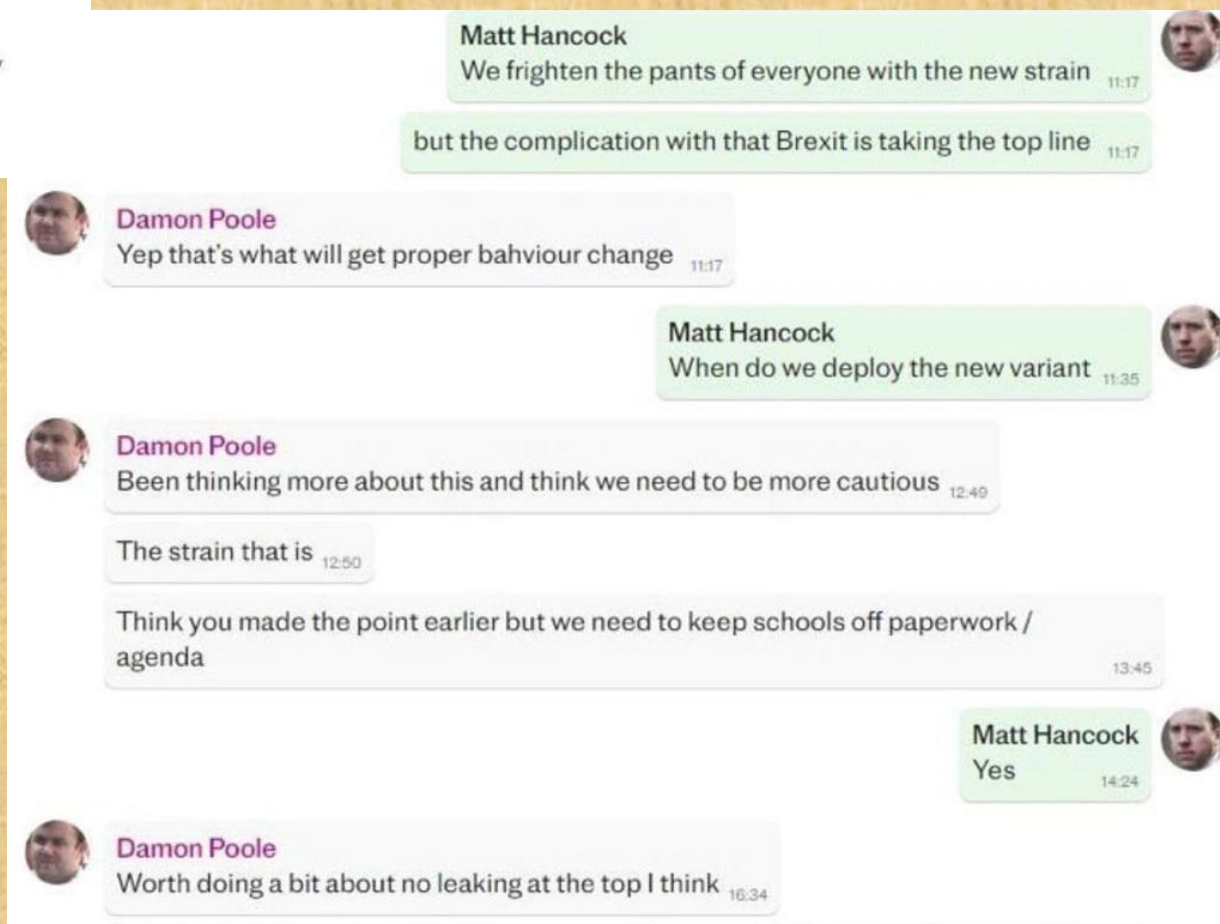 Matt Hancock
We frighten the pants of everyone with the new strain 11:17
but the complication with that Brexit is taking the top line 11:17
Damon Poole
Yep that's what will get proper bahviour change 11:17
Matt Hancock
When do we deploy the new variant 11:35
Damon Poole
Been thinking more about this and think we need to be more cautious 12:49
The strain that is 12:50
Think you made the point earlier but we need to keep schools off paperwork /
agenda 13:45
Matt Hancock
Yes 14:24
Damon Poole
Worth doing a bit about no leaking at the top I think 16:34